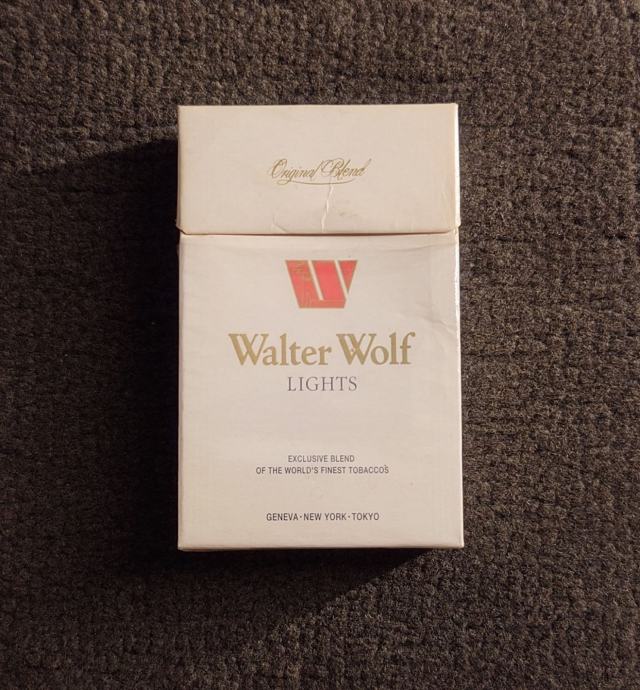 Original Blend
Walter Wolf
LIGHTS
EXCLUSIVE BLEND
OF THE WORLD'S FINEST TOBACCOS
GENEVA·NEW YORK·TOKYO